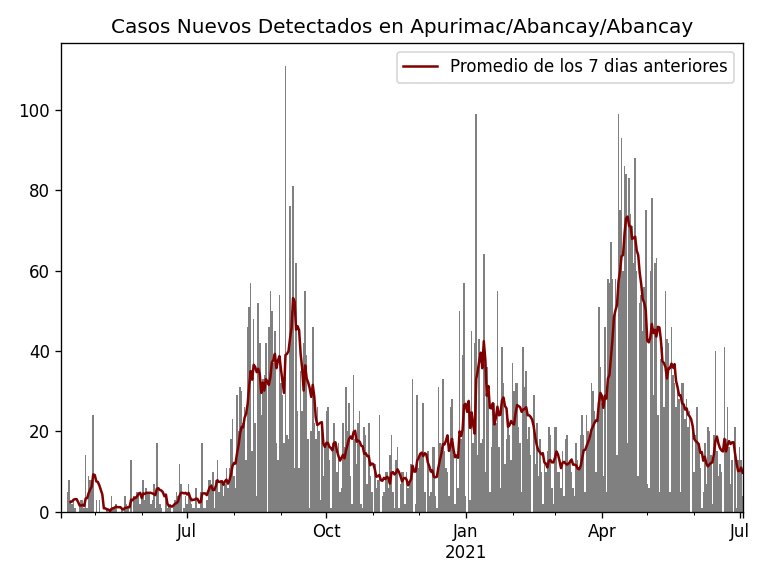 Casos Nuevos Detectados en Apurimac/Abancay/Abancay
Promedio de los 7 dias anteriores
100
80
60
40
20
0
Jul
Oct
Jan
Apr
Jul
2021